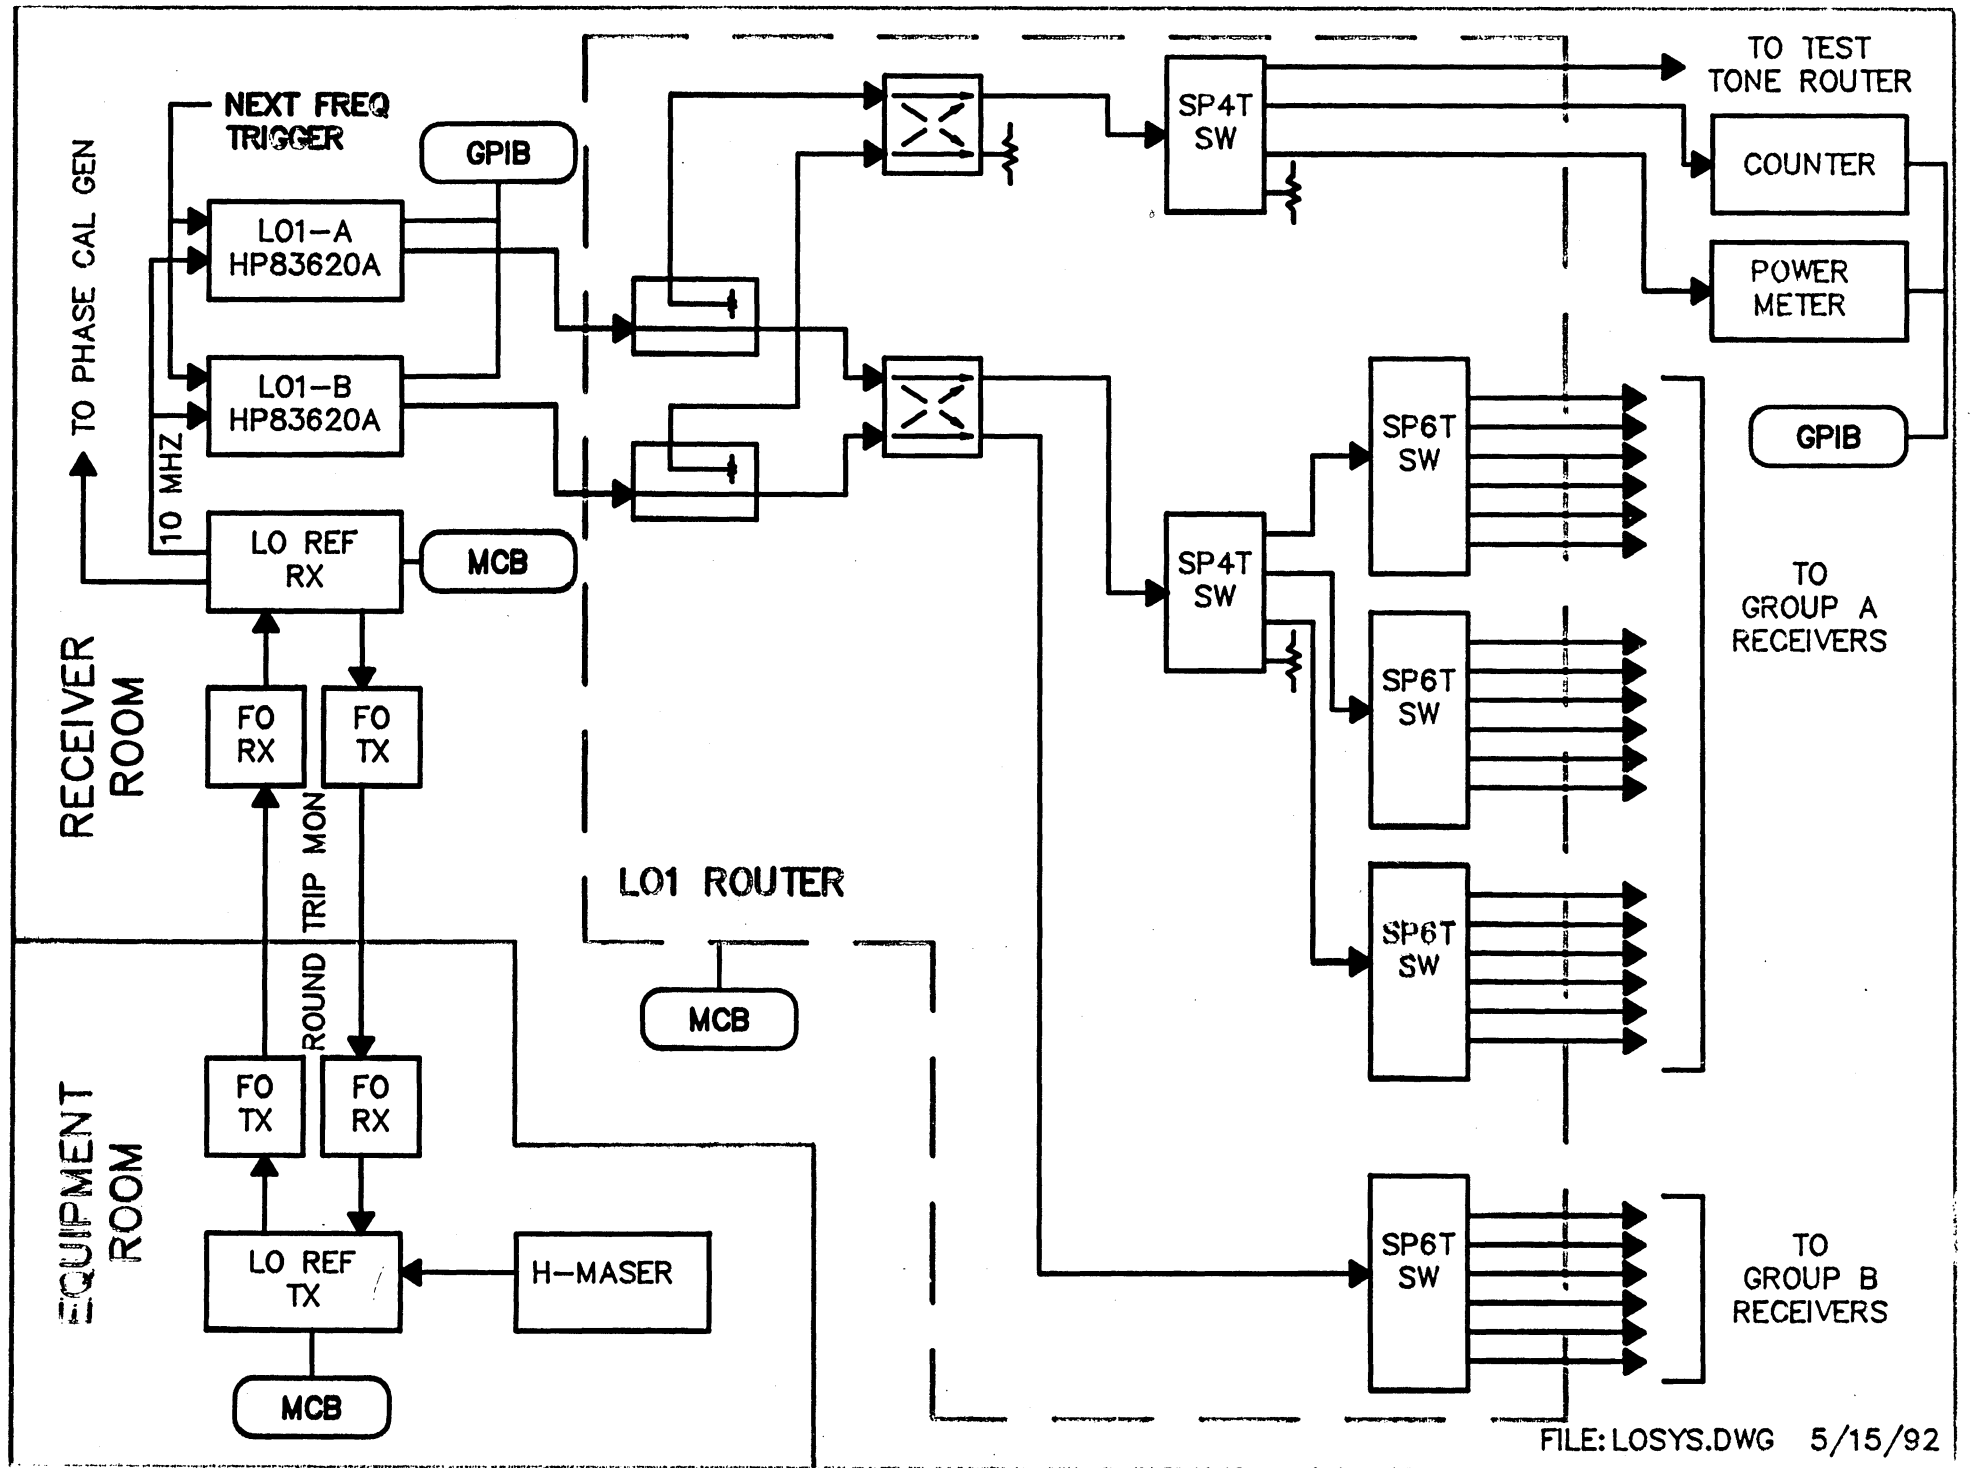 TO TEST
TONE ROUTER
NEXT FREQ
TRIGGER
GPIB
SP4T
SW
COUNTER
TO PHASE CAL GEN
LO1-A
HP83620A
POWER
METER
LO1-B
HP83620A
GPIB
10 MHZ
SP6T
SW
LO REF
RX
MCB
SP4T
SW
TO
GROUP A
RECEIVERS
RECEIVER
ROOM
FO
RX
FO
TX
SP6T
SW
ROUND TRIP MON
LO1 ROUTER
SP6T
SW
MCB
EQUIPMENT
ROOM
FO
TX
FO
RX
LO REF
TX
H-MASER
SP6T
SW
TO
GROUP B
RECEIVERS
MCB
FILE:LOSYS.DWG 5/15/92